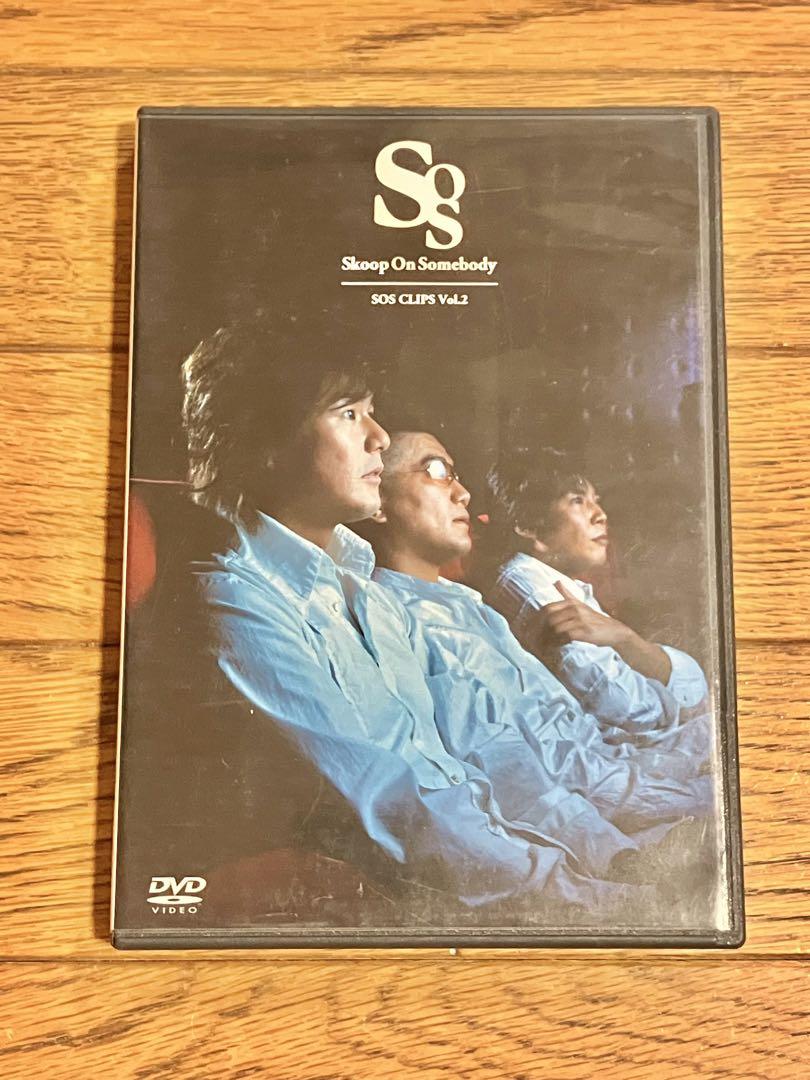 SOS
Skoop On Somebody
SOS CLIPS Vol.2
DVD
VIDEO